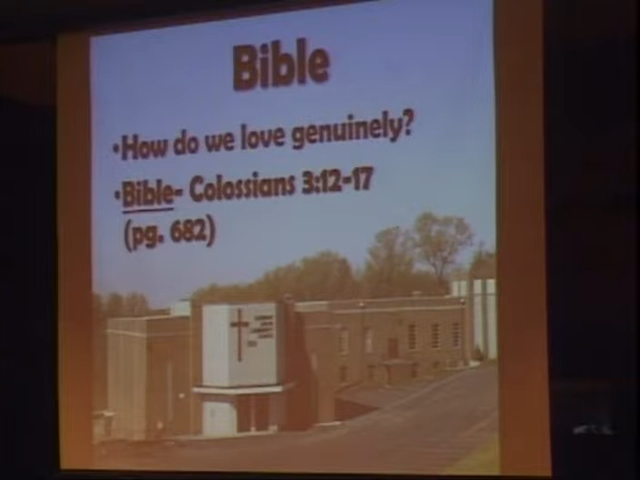 Bible
•How do we love genuinely?
•Bible- Colossians 3:12-17
(pg. 682)